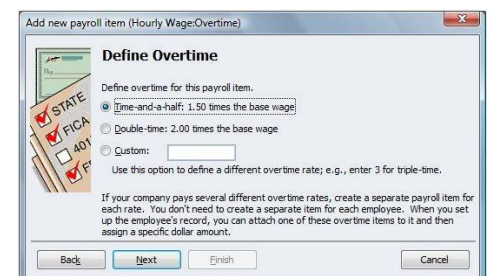 Add new payroll item (Hourly Wage:Overtime)
Define Overtime
Define overtime for this payroll item.
Time-and-a-half: 1.50 times the base wage
Double-time: 2.00 times the base wage
Custom:
Use this option to define a different overtime rate; e.g., enter 3 for triple-time.
If your company pays several different overtime rates, create a separate payroll item for
each rate. You don't need to create a separate item for each employee. When you set
up the employee's record, you can attach one of these overtime items to it and then
assign a specific dollar amount.
STATE
FICA
401
Back
Next
Finish
Cancel